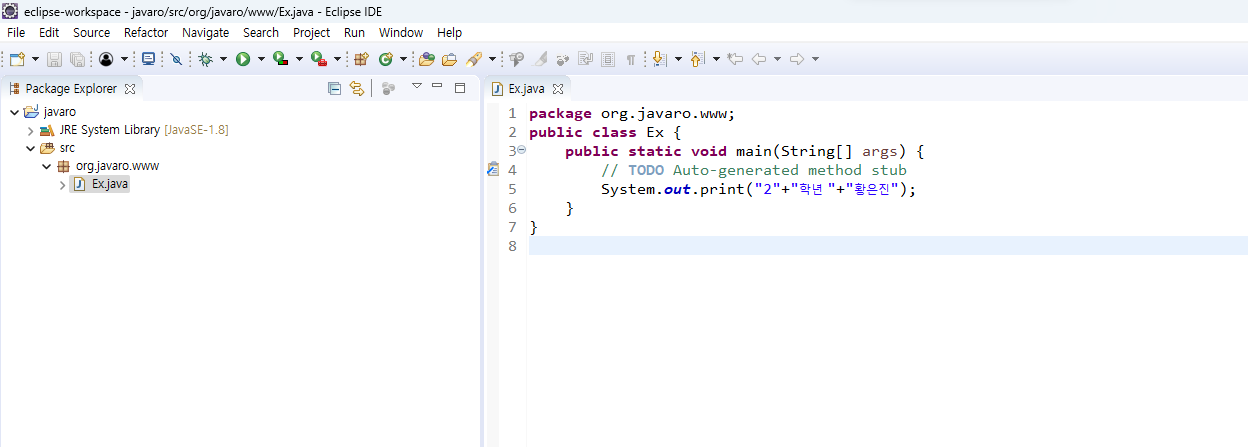 eclipse-workspace - javaro/src/org/javaro/www/Ex.java - Eclipse IDE
File Edit Source Refactor Navigate Search Project Run Window Help
Package Explorer
javaro
JRE System Library [JavaSE-1.8]
src
org.javaro.www
Ex.java
Ex.java
1 package org.javaro.www;
2 public class Ex {
3 public static void main(String[] args) {
4 // TODO Auto-generated method stub
5 System.out.print("2"+"학년 "+"황은진");
6 }
7 }
8